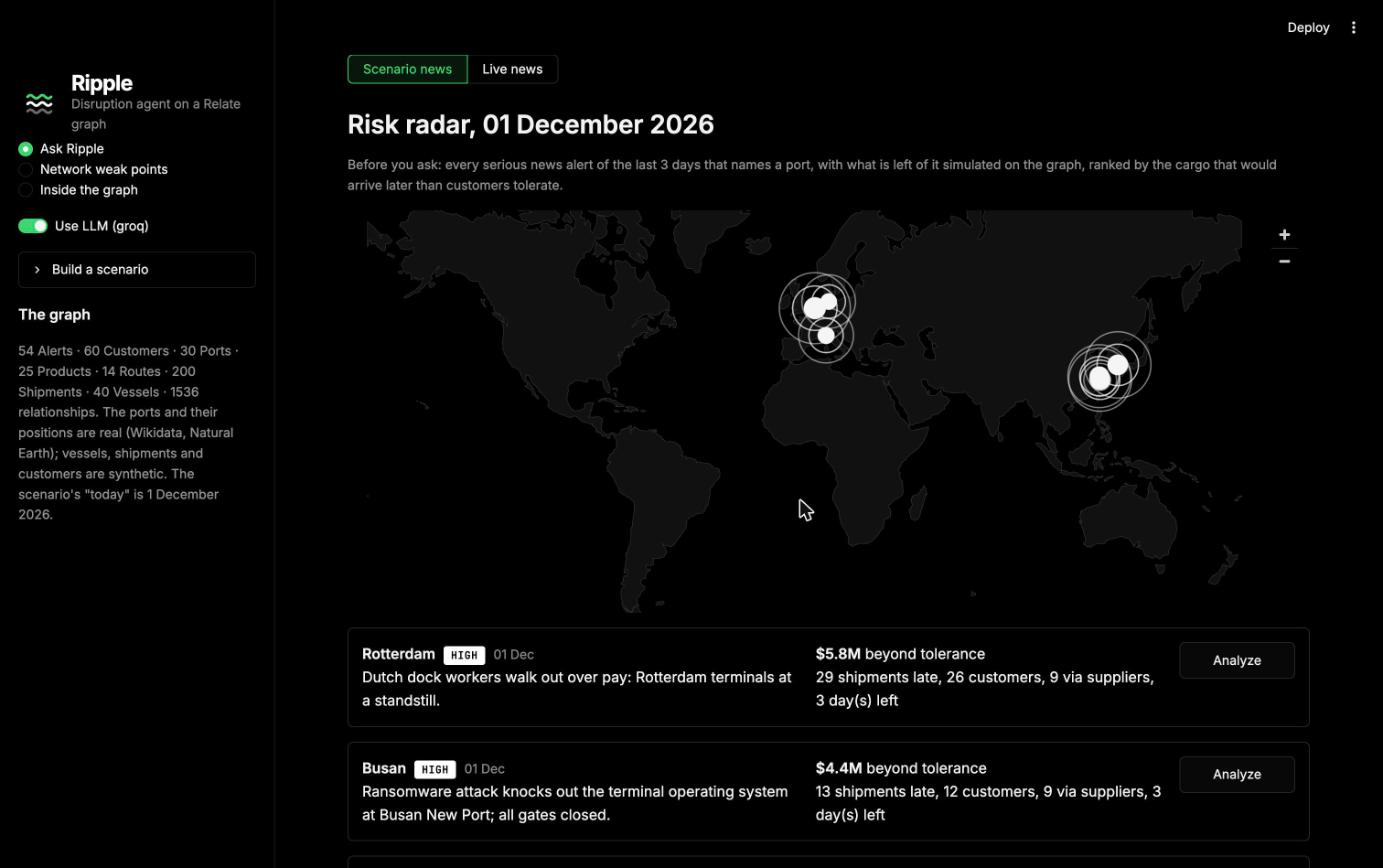 Deploy
Ripple
Disruption agent on a Relate
graph
Ask Ripple
Network weak points
Inside the graph
Use LLM (groq)
Build a scenario
The graph
54 Alerts · 60 Customers · 30 Ports ·
25 Products · 14 Routes · 200
Shipments · 40 Vessels · 1536
relationships. The ports and their
positions are real (Wikidata, Natural
Earth); vessels, shipments and
customers are synthetic. The
scenario's "today" is 1 December
2026.
Scenario news
Live news
Risk radar, 01 December 2026
Before you ask: every serious news alert of the last 3 days that names a port, with what is left of it simulated on the graph, ranked by the cargo that would
arrive later than customers tolerate.
+
−
Rotterdam HIGH 01 Dec
Dutch dock workers walk out over pay: Rotterdam terminals at
a standstill.
$5.8M beyond tolerance
29 shipments late, 26 customers, 9 via suppliers,
3 day(s) left
Analyze
Busan HIGH 01 Dec
Ransomware attack knocks out the terminal operating system
at Busan New Port; all gates closed.
$4.4M beyond tolerance
13 shipments late, 12 customers, 9 via suppliers, 3
day(s) left
Analyze